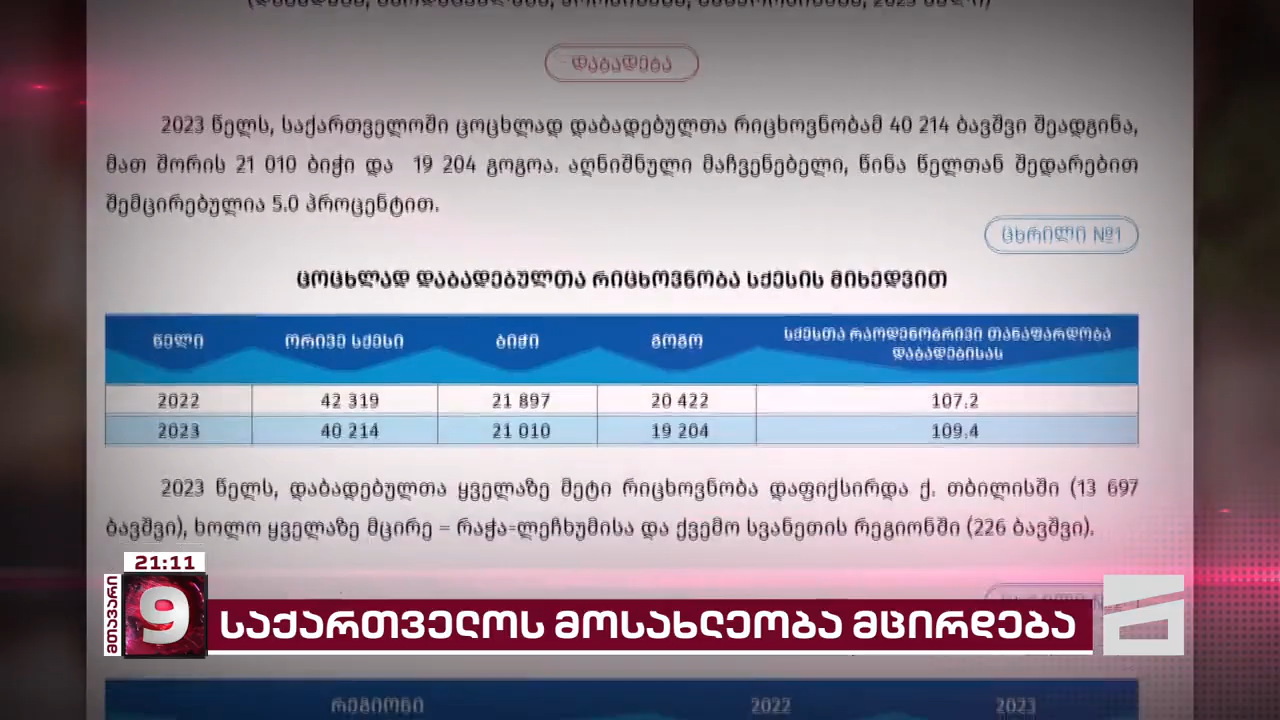 დაბადება
2023 წელს, საქართველოში ცოცხლად დაბადებულთა რიცხოვნობამ 40 214 ბავშვი შეადგინა,
მათ შორის 21 010 ბიჭი და 19 204 გოგოა. აღნიშნული მაჩვენებელი, წინა წელთან შედარებით
შემცირებულია 5.0 პროცენტით.
ცხრილი №1
ცოცხლად დაბადებულთა რიცხოვნობა სქესის მიხედვით
წელი ორივე სქესი ბიჭი გოგო სქესთა რაოდენობრივი თანაფარდობა
დაბადებისას
2022 42 319 21 897 20 422 107.2
2023 40 214 21 010 19 204 109.4
2023 წელს, დაბადებულთა ყველაზე მეტი რიცხოვნობა დაფიქსირდა ქ. თბილისში (13 697
ბავშვი), ხოლო ყველაზე მცირე – რაჭა-ლეჩხუმისა და ქვემო სვანეთის რეგიონში (226 ბავშვი).
21:11
მთავარი
9
საქართველოს მოსახლეობა მცირდება
რეგიონი 2022 2023